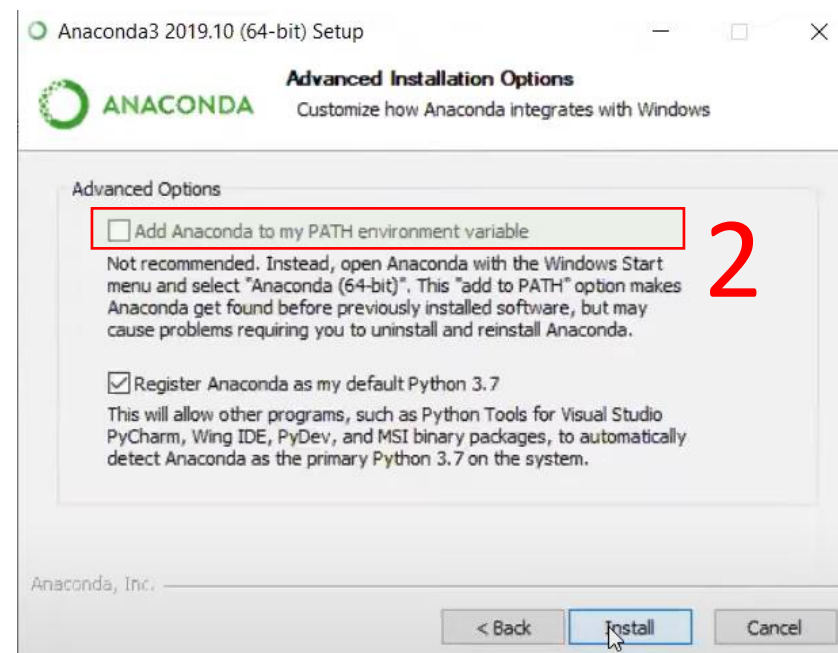 Anaconda3 2019.10 (64-bit) Setup
ANACONDA
Advanced Installation Options
Customize how Anaconda integrates with Windows
Advanced Options
Add Anaconda to my PATH environment variable
2
Not recommended. Instead, open Anaconda with the Windows Start
menu and select "Anaconda (64-bit)". This "add to PATH" option makes
Anaconda get found before previously installed software, but may
cause problems requiring you to uninstall and reinstall Anaconda.
Register Anaconda as my default Python 3.7
This will allow other programs, such as Python Tools for Visual Studio
PyCharm, Wing IDE, PyDev, and MSI binary packages, to automatically
detect Anaconda as the primary Python 3.7 on the system.
Anaconda, Inc.
< Back
Install
Cancel